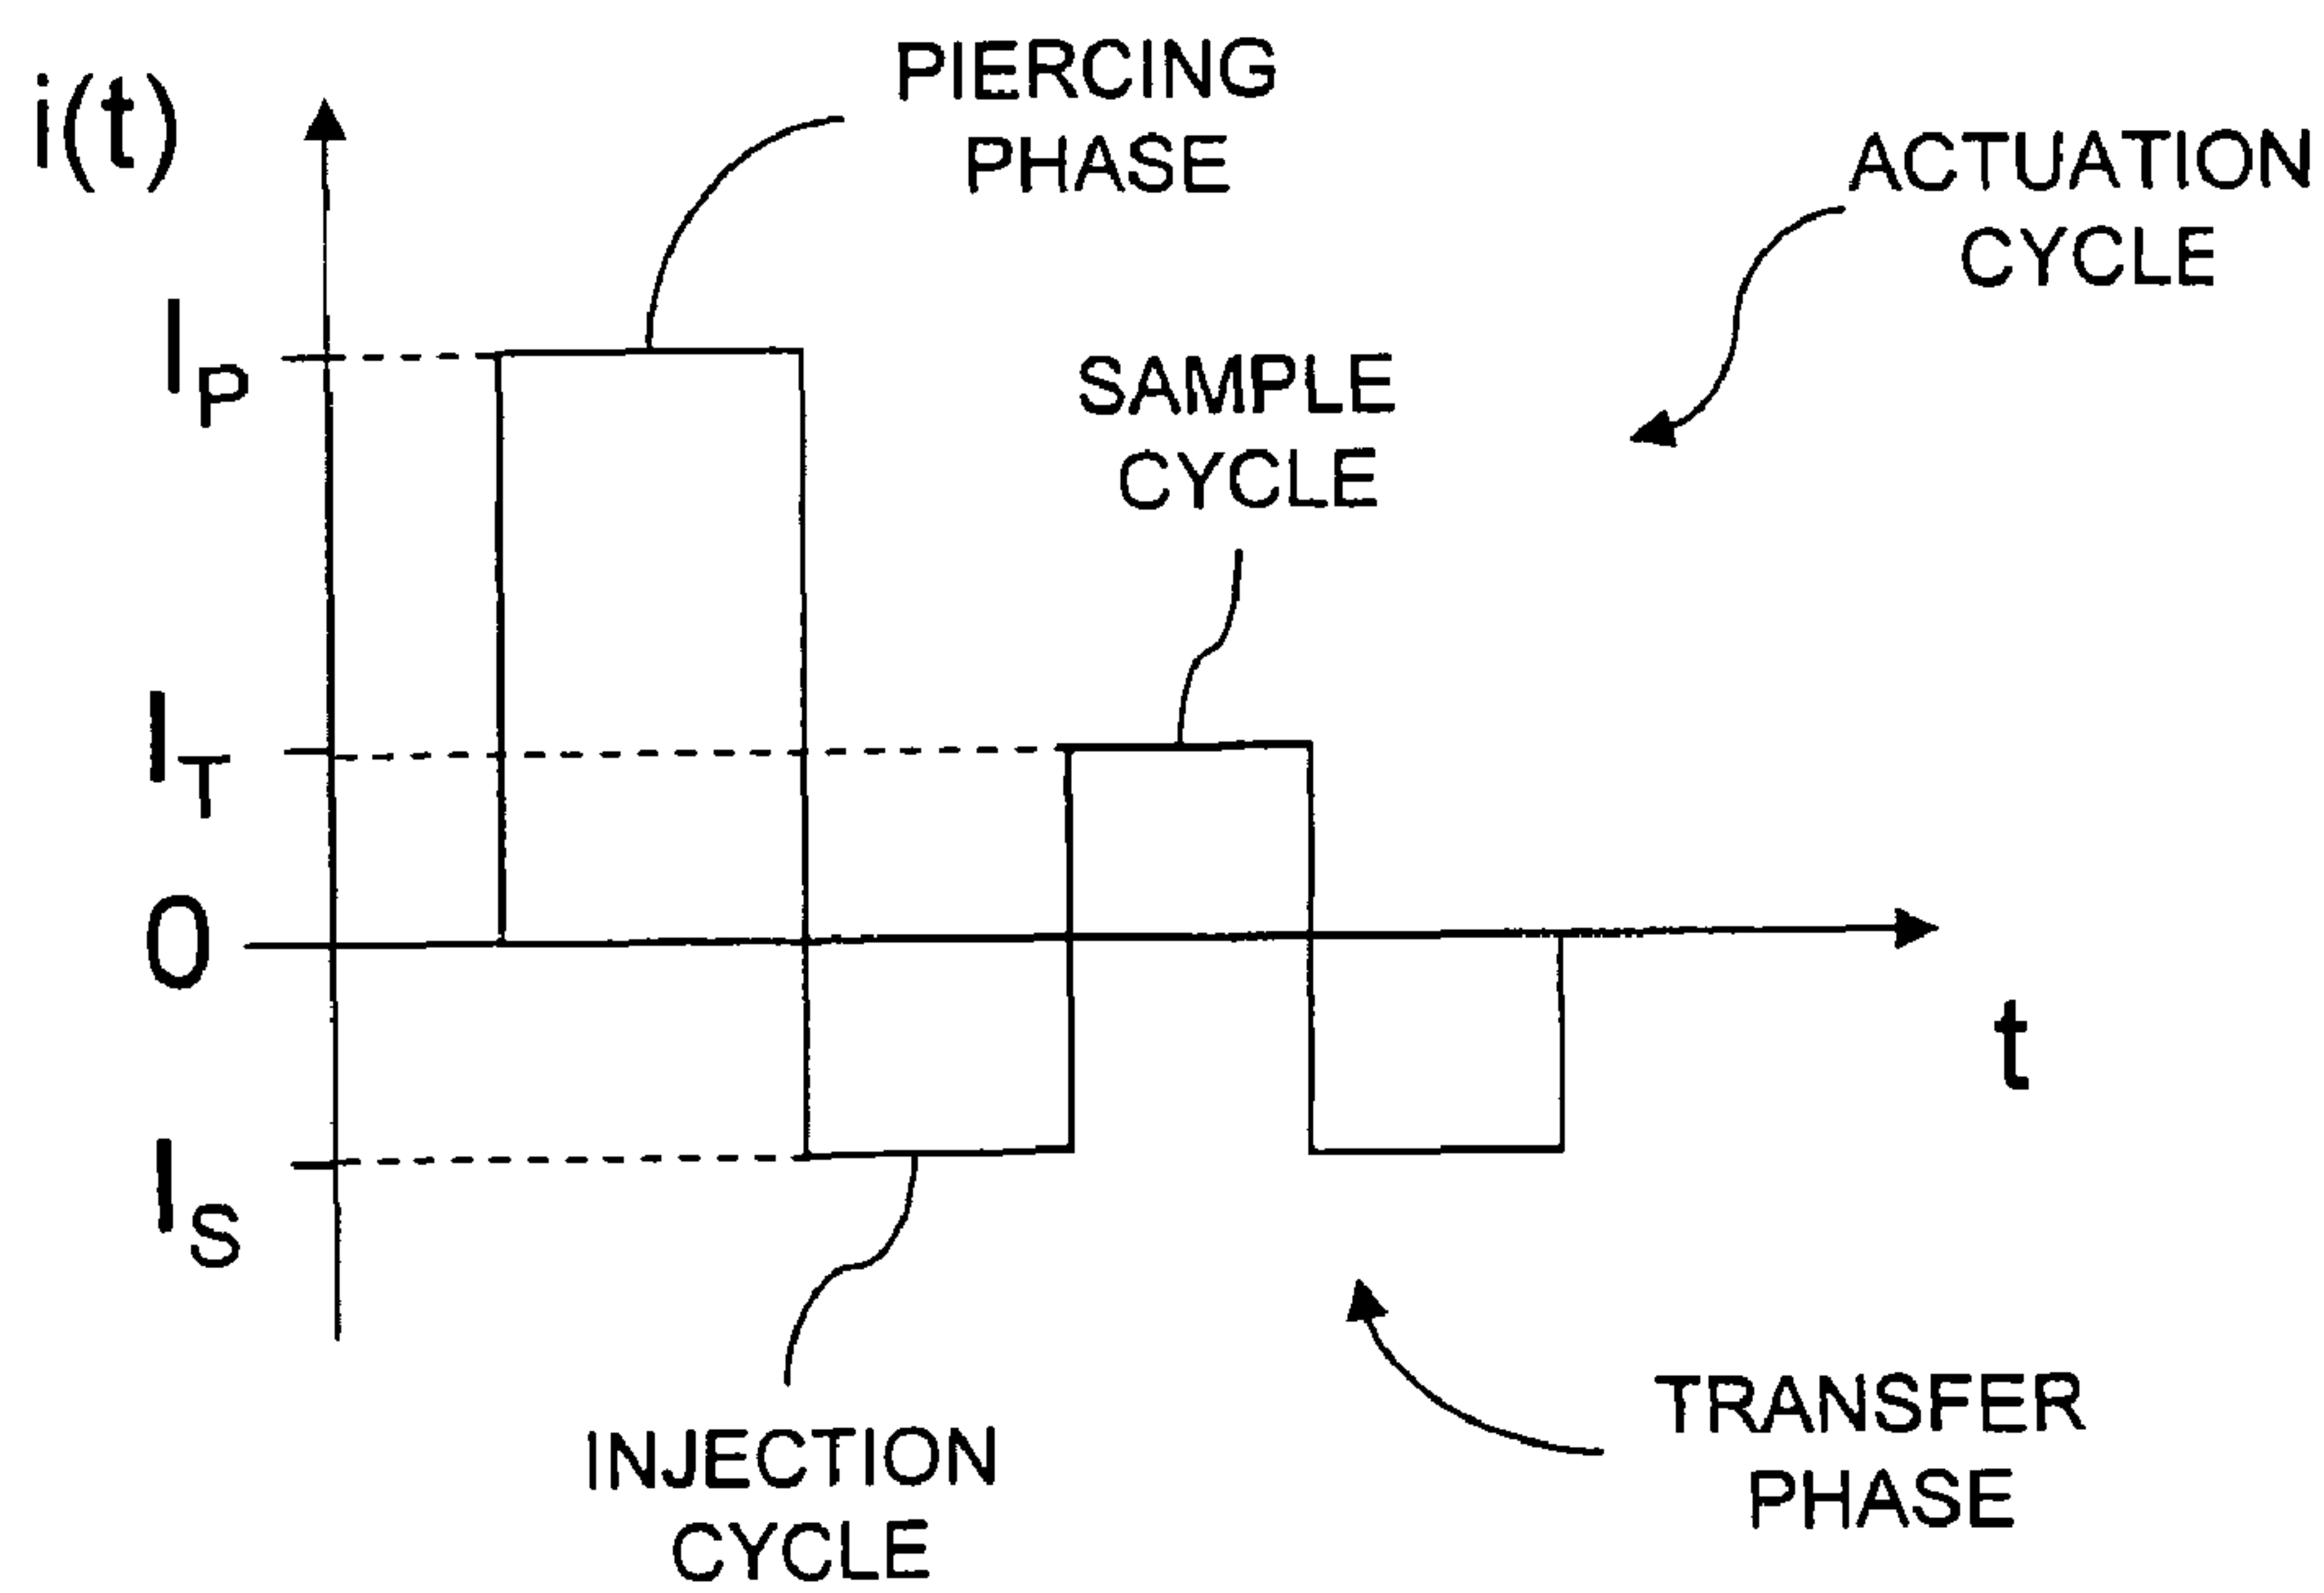 i(t)
PIERCING
PHASE
ACTUATION
CYCLE
I_P
SAMPLE
CYCLE
I_T
0
t
I_S
INJECTION
CYCLE
TRANSFER
PHASE